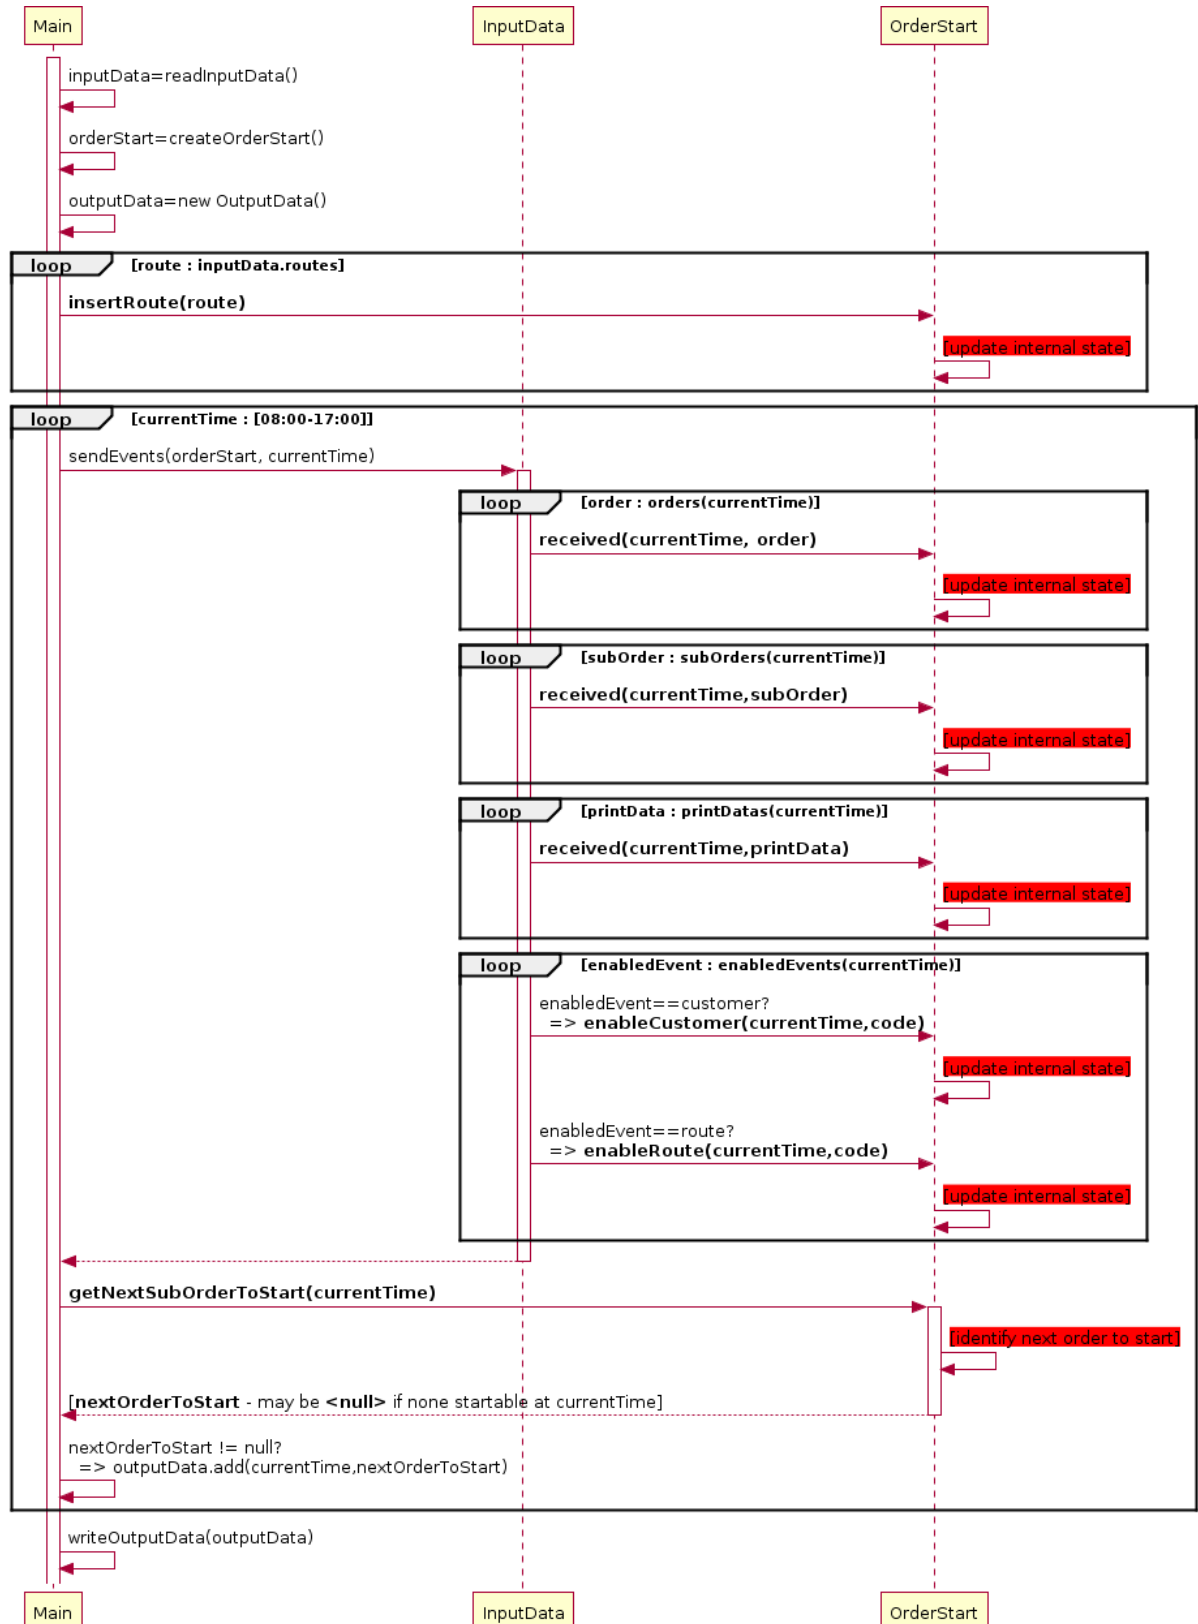 Main
InputData
OrderStart
inputData=readInputData()
orderStart=createOrderStart()
outputData=new OutputData()
loop [route : inputData.routes]
insertRoute(route)
[update internal state]
loop [currentTime : [08:00-17:00]]
sendEvents(orderStart, currentTime)
loop [order : orders(currentTime)]
received(currentTime, order)
[update internal state]
loop [subOrder : subOrders(currentTime)]
received(currentTime,subOrder)
[update internal state]
loop [printData : printDatas(currentTime)]
received(currentTime,printData)
[update internal state]
loop [enabledEvent : enabledEvents(currentTime)]
enabledEvent==customer?
=> enableCustomer(currentTime,code)
[update internal state]
enabledEvent==route?
=> enableRoute(currentTime,code)
[update internal state]
getNextSubOrderToStart(currentTime)
[identify next order to start]
[nextOrderToStart - may be <null> if none startable at currentTime]
nextOrderToStart != null?
=> outputData.add(currentTime,nextOrderToStart)
writeOutputData(outputData)
Main
InputData
OrderStart